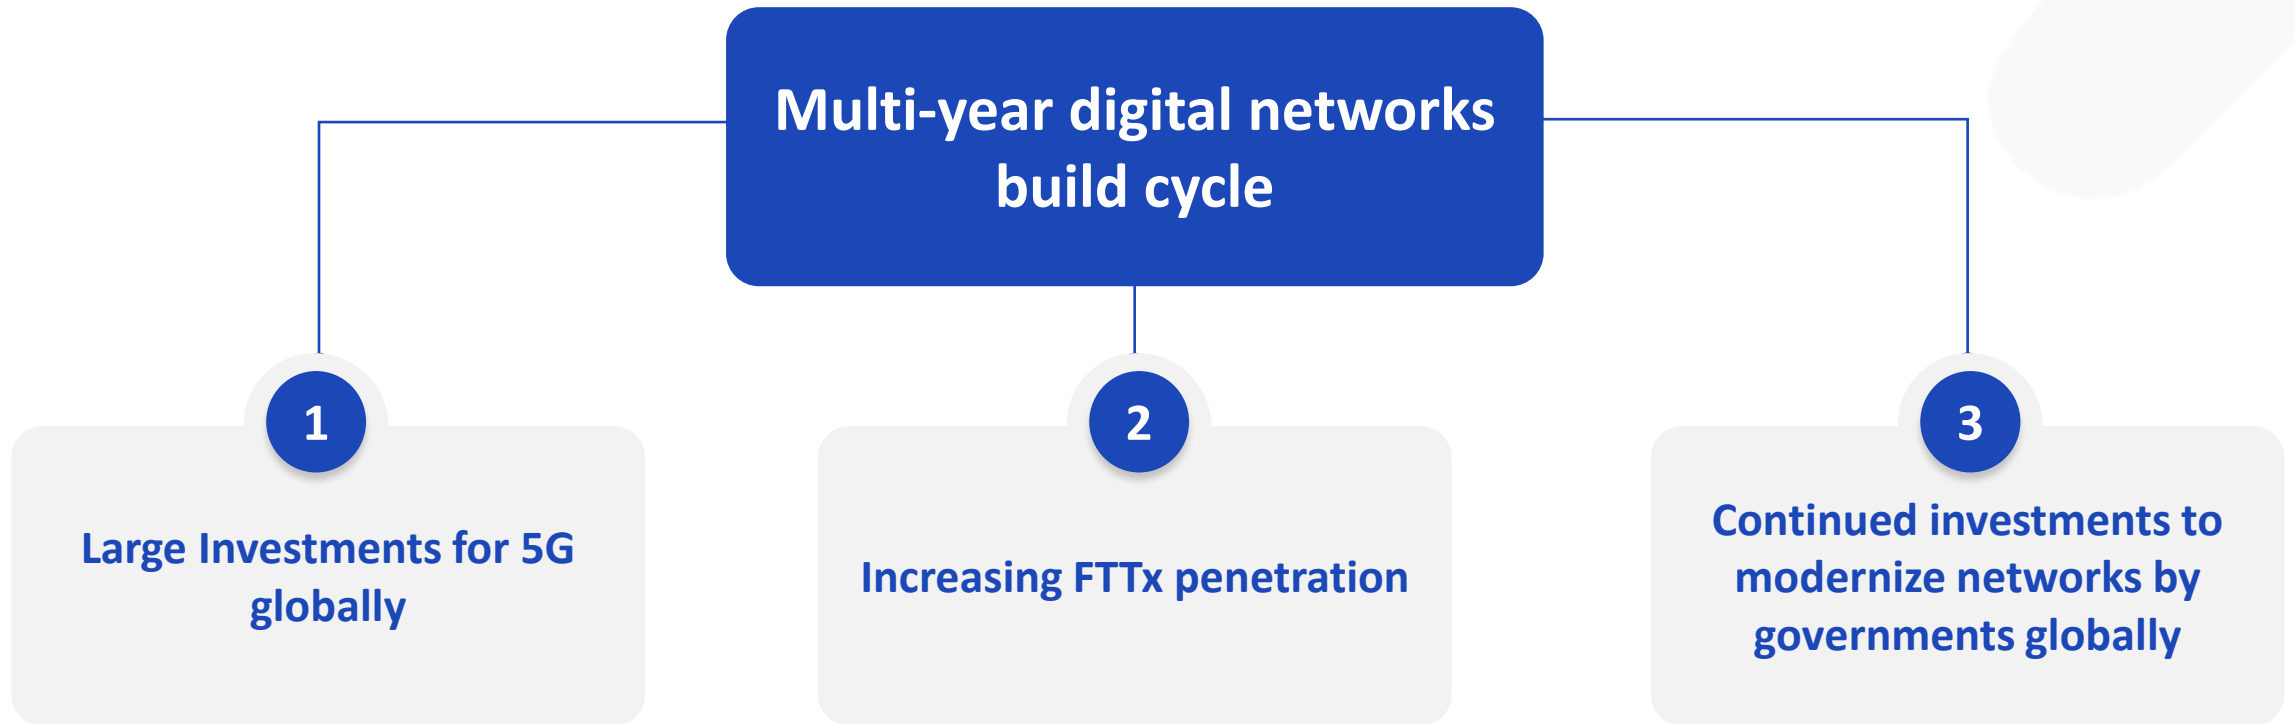 Multi-year digital networks
build cycle
1
2
3
Large Investments for 5G
globally
Increasing FTTx penetration
Continued investments to
modernize networks by
governments globally